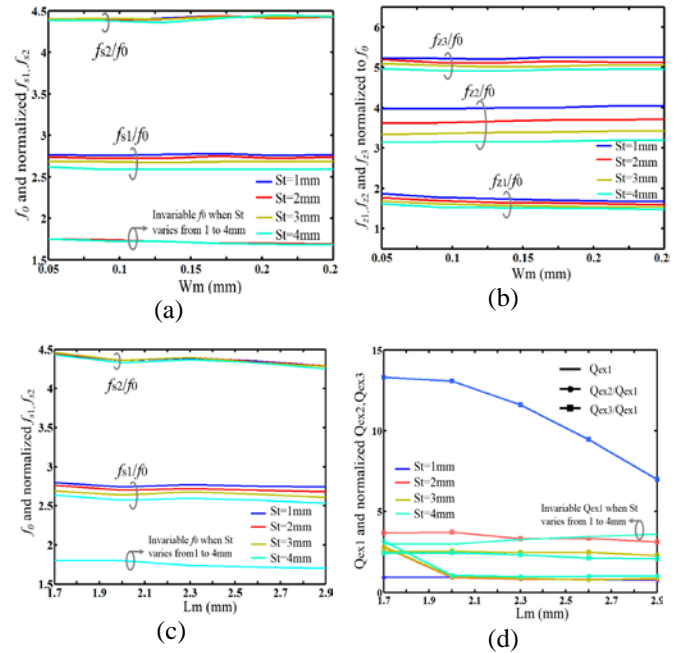 f0 and normalized fs1, fs2
4.5
4
3.5
3
2.5
2
1.5
fs2/f0
fs1/f0
St=1mm
St=2mm
St=3mm
St=4mm
Invariable f0 when St
varies from 1 to 4mm
0.05
0.1
0.15
0.2
0.25
Wm (mm)
(a)
fz1, fz2 and fz3 normalized to f0
6
5
4
3
2
1
fz3/f0
fz2/f0
fz1/f0
St=1mm
St=2mm
St=3mm
St=4mm
0.05
0.1
0.15
0.2
0.25
Wm (mm)
(b)
f0 and normalized fs1, fs2
4.5
4
3.5
3
2.5
2
1.5
fs2/f0
fs1/f0
St=1mm
St=2mm
St=3mm
St=4mm
Invariable f0 when St
varies from1 to 4mm
1.7
1.9
2.1
2.3
2.5
2.7
2.9
Lm (mm)
(c)
Qex1 and normalized Qex2, Qex3
15
10
5
0
Qex1
Qex2/Qex1
Qex3/Qex1
St=1mm
St=2mm
St=3mm
St=4mm
Invariable Qex1 when St
varies from 1 to 4mm
1.7
1.9
2.1
2.3
2.5
2.7
2.9
Lm (mm)
(d)